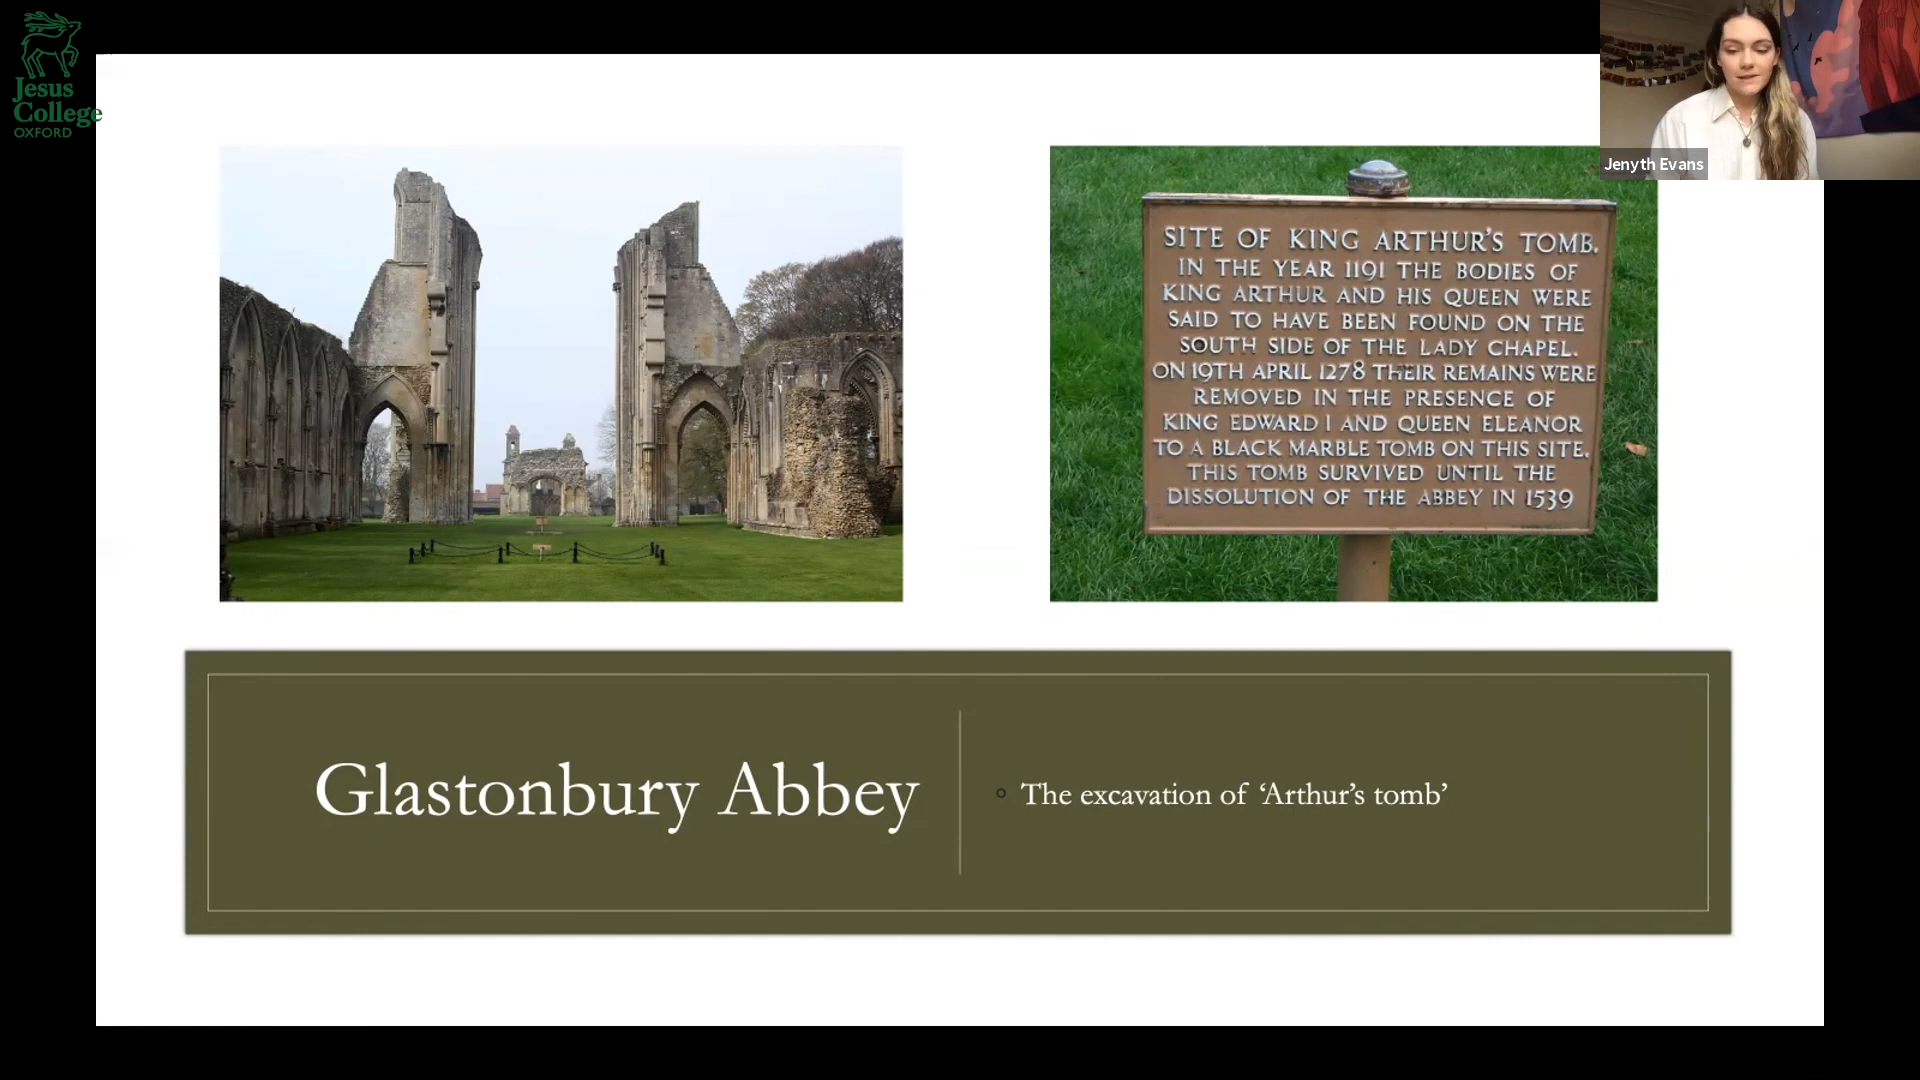 Jesus
College
OXFORD
Jenyth Evans
SITE OF KING ARTHUR'S TOMB.
IN THE YEAR 1191 THE BODIES OF
KING ARTHUR AND HIS QUEEN WERE
SAID TO HAVE BEEN FOUND ON THE
SOUTH SIDE OF THE LADY CHAPEL.
ON 19TH APRIL 1278 THEIR REMAINS WERE
REMOVED IN THE PRESENCE OF
KING EDWARD I AND QUEEN ELEANOR
TO A BLACK MARBLE TOMB ON THIS SITE.
THIS TOMB SURVIVED UNTIL THE
DISSOLUTION OF THE ABBEY IN 1539
Glastonbury Abbey
The excavation of ‘Arthur’s tomb’